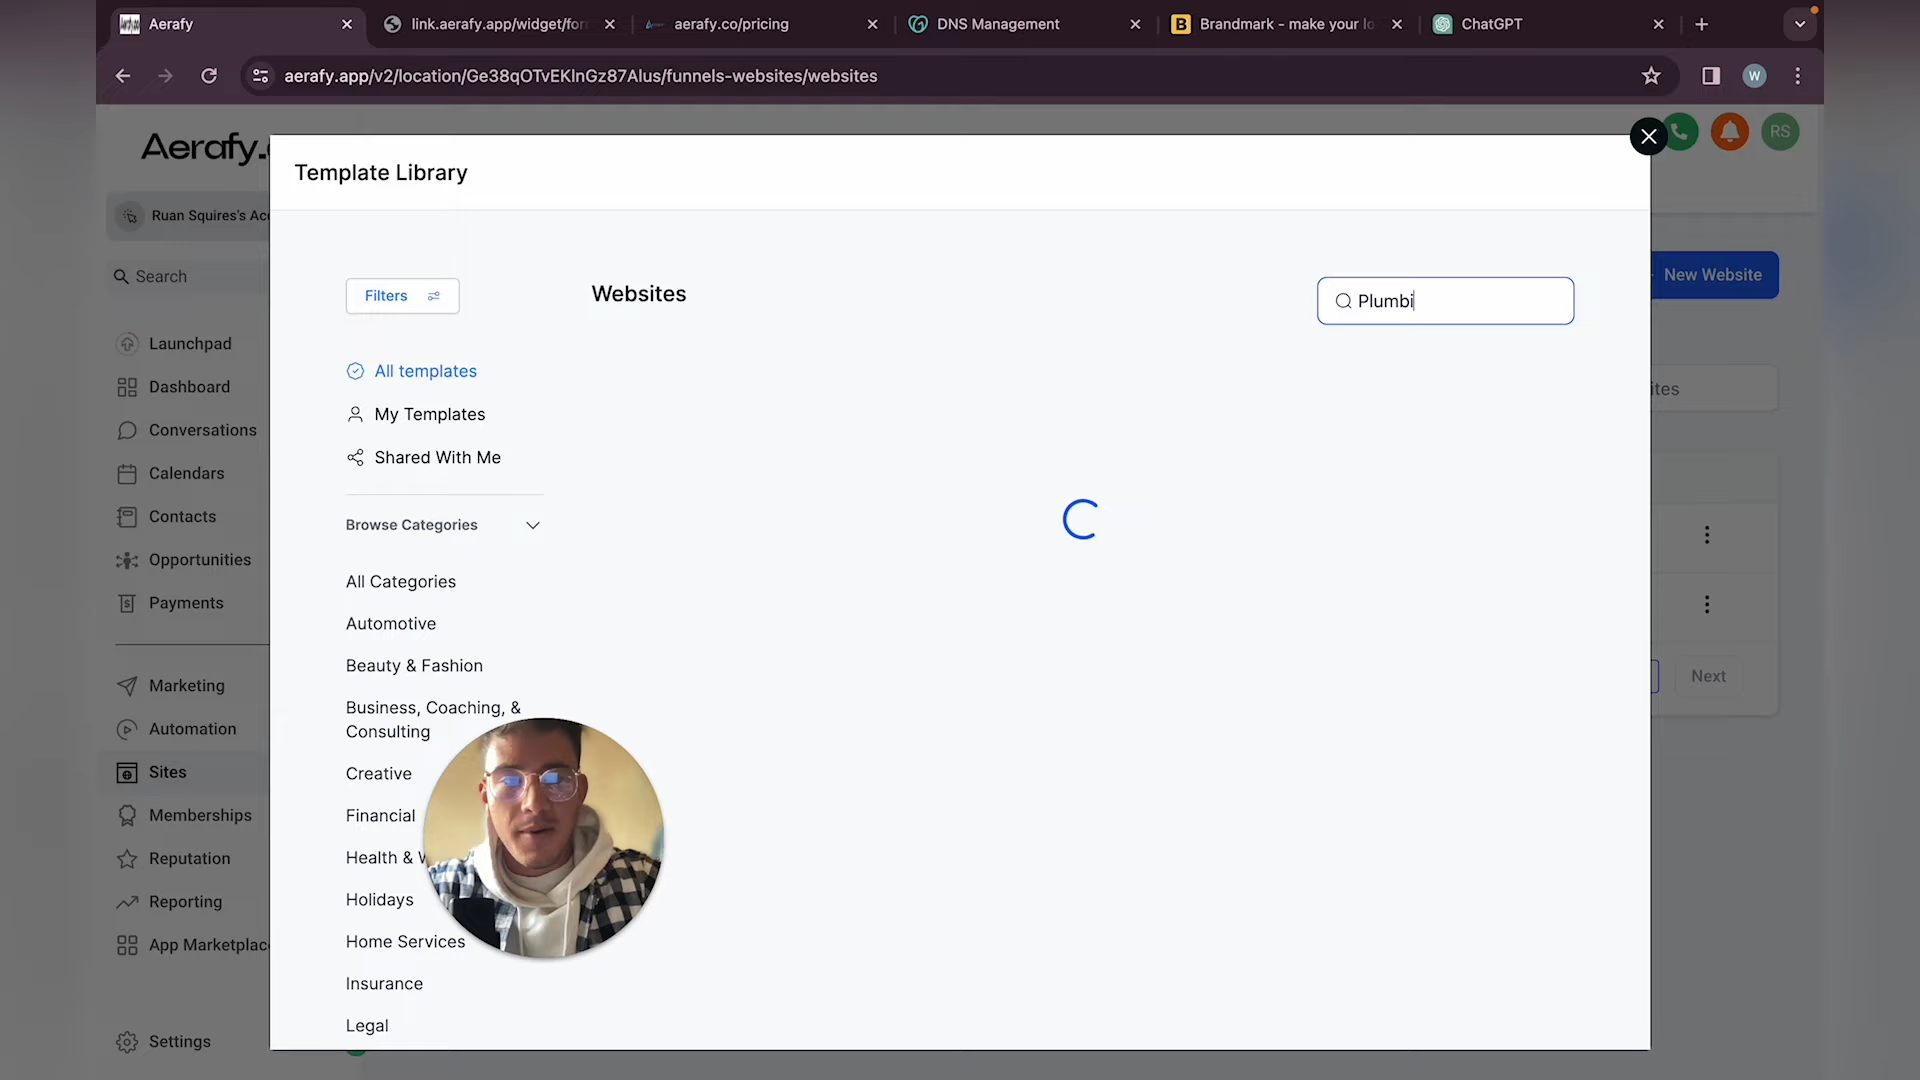 Aerafy
link.aerafy.app/widget/for
aerafy.co/pricing
DNS Management
Brandmark - make your lo
ChatGPT
aerafy.app/v2/location/Ge38qOTvEKlnGz87Alus/funnels-websites/websites
W
Aerafy.
RS
Template Library
Ruan Squires's Acc
Search
New Website
Filters
Websites
Plumbi
Launchpad
All templates
Dashboard
ites
My Templates
Conversations
Shared With Me
Calendars
Contacts
Browse Categories
Opportunities
All Categories
Payments
Automotive
Beauty & Fashion
Next
Marketing
Business, Coaching, &
Consulting
Automation
Sites
Creative
Memberships
Financial
Reputation
Health &
Reporting
Holidays
App Marketplac
Home Services
Insurance
Legal
Settings